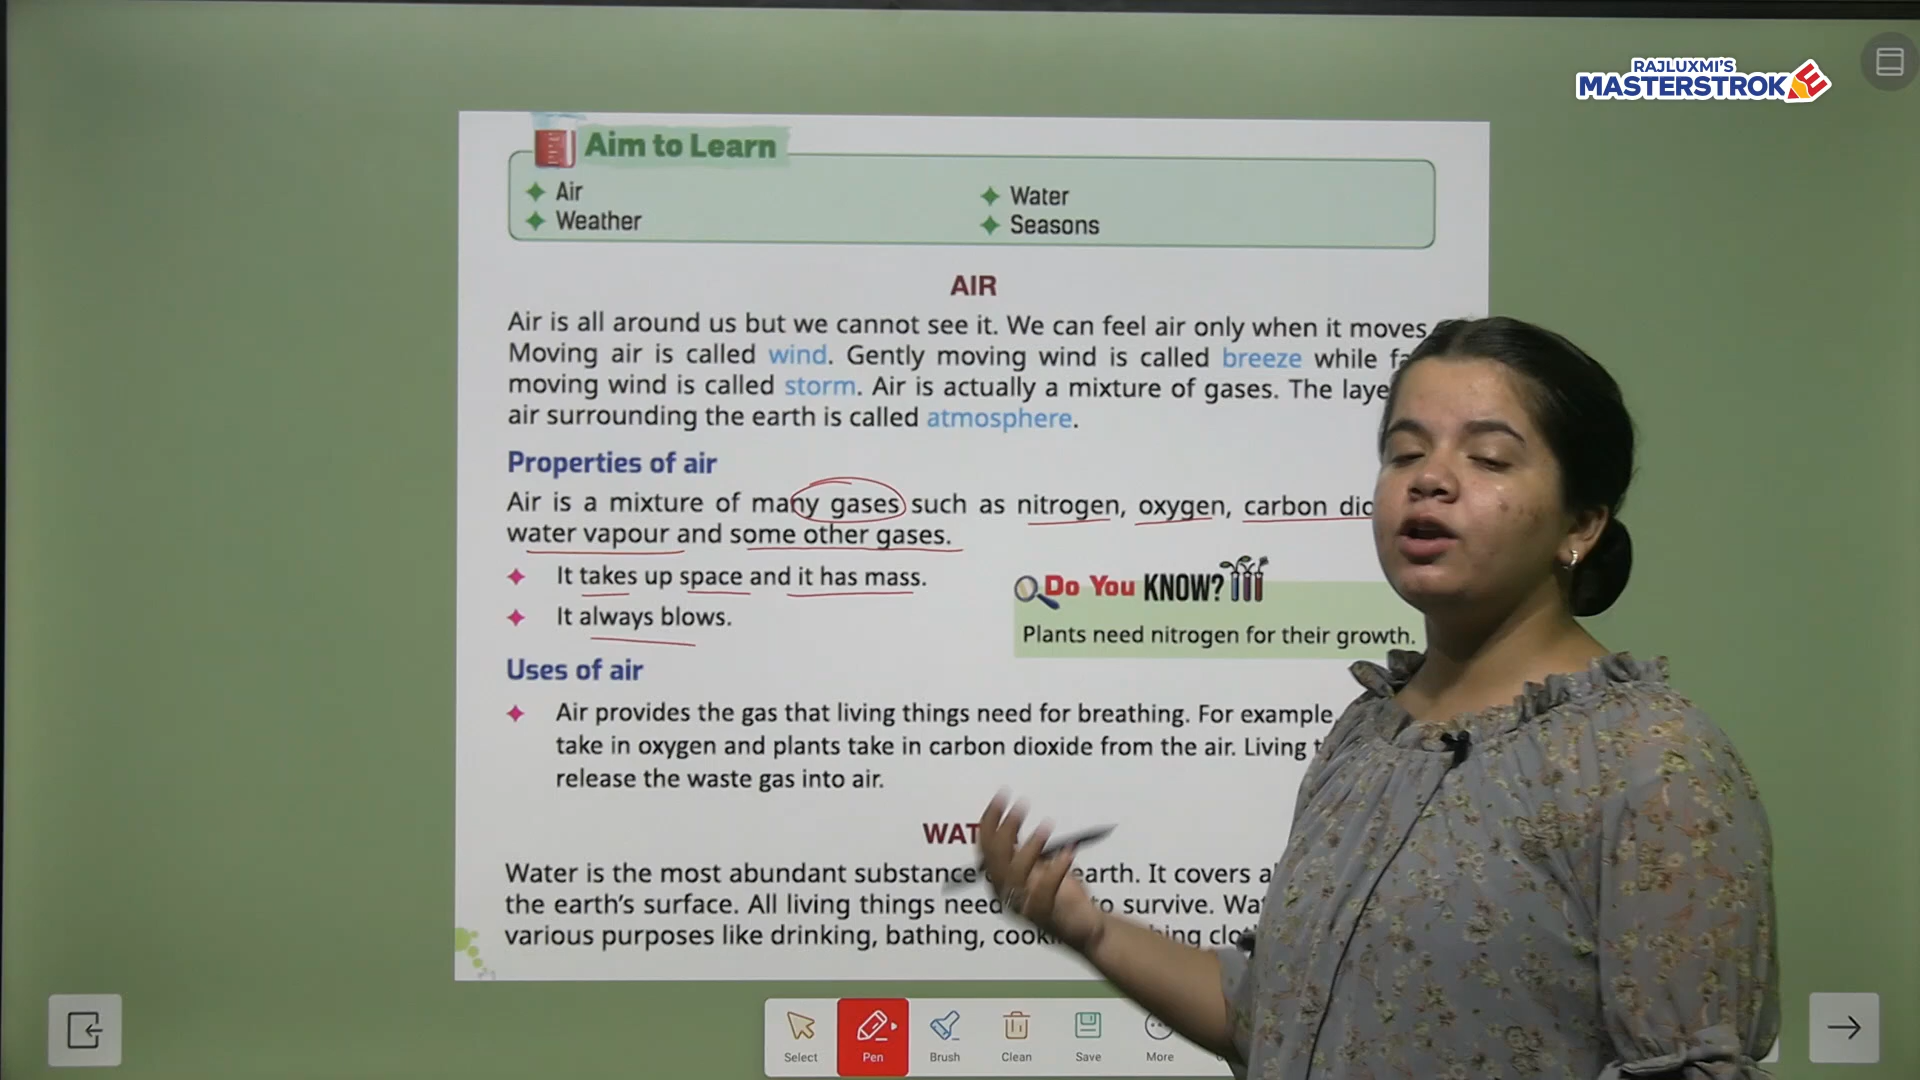 RAJLUXMI'S
MASTERSTROKE
Aim to Learn
Air
Water
Weather
Seasons
AIR
Air is all around us but we cannot see it. We can feel air only when it moves
Moving air is called wind. Gently moving wind is called breeze while
moving wind is called storm. Air is actually a mixture of gases. The
air surrounding the earth is called atmosphere.
Properties of air
Air is a mixture of many gases such as nitrogen, oxygen, carbon
water vapour and some other gases.
It takes up space and it has mass.
It always blows.
Do You KNOW?
Plants need nitrogen for their growth.
Uses of air
Air provides the gas that living things need for breathing. For example,
take in oxygen and plants take in carbon dioxide from the air. Living
release the waste gas into air.
Water is the most abundant substance earth. It covers
the earth's surface. All living things need to survive.
various purposes like drinking, bathing,
Select
Pen
Brush
Clean
Save
More